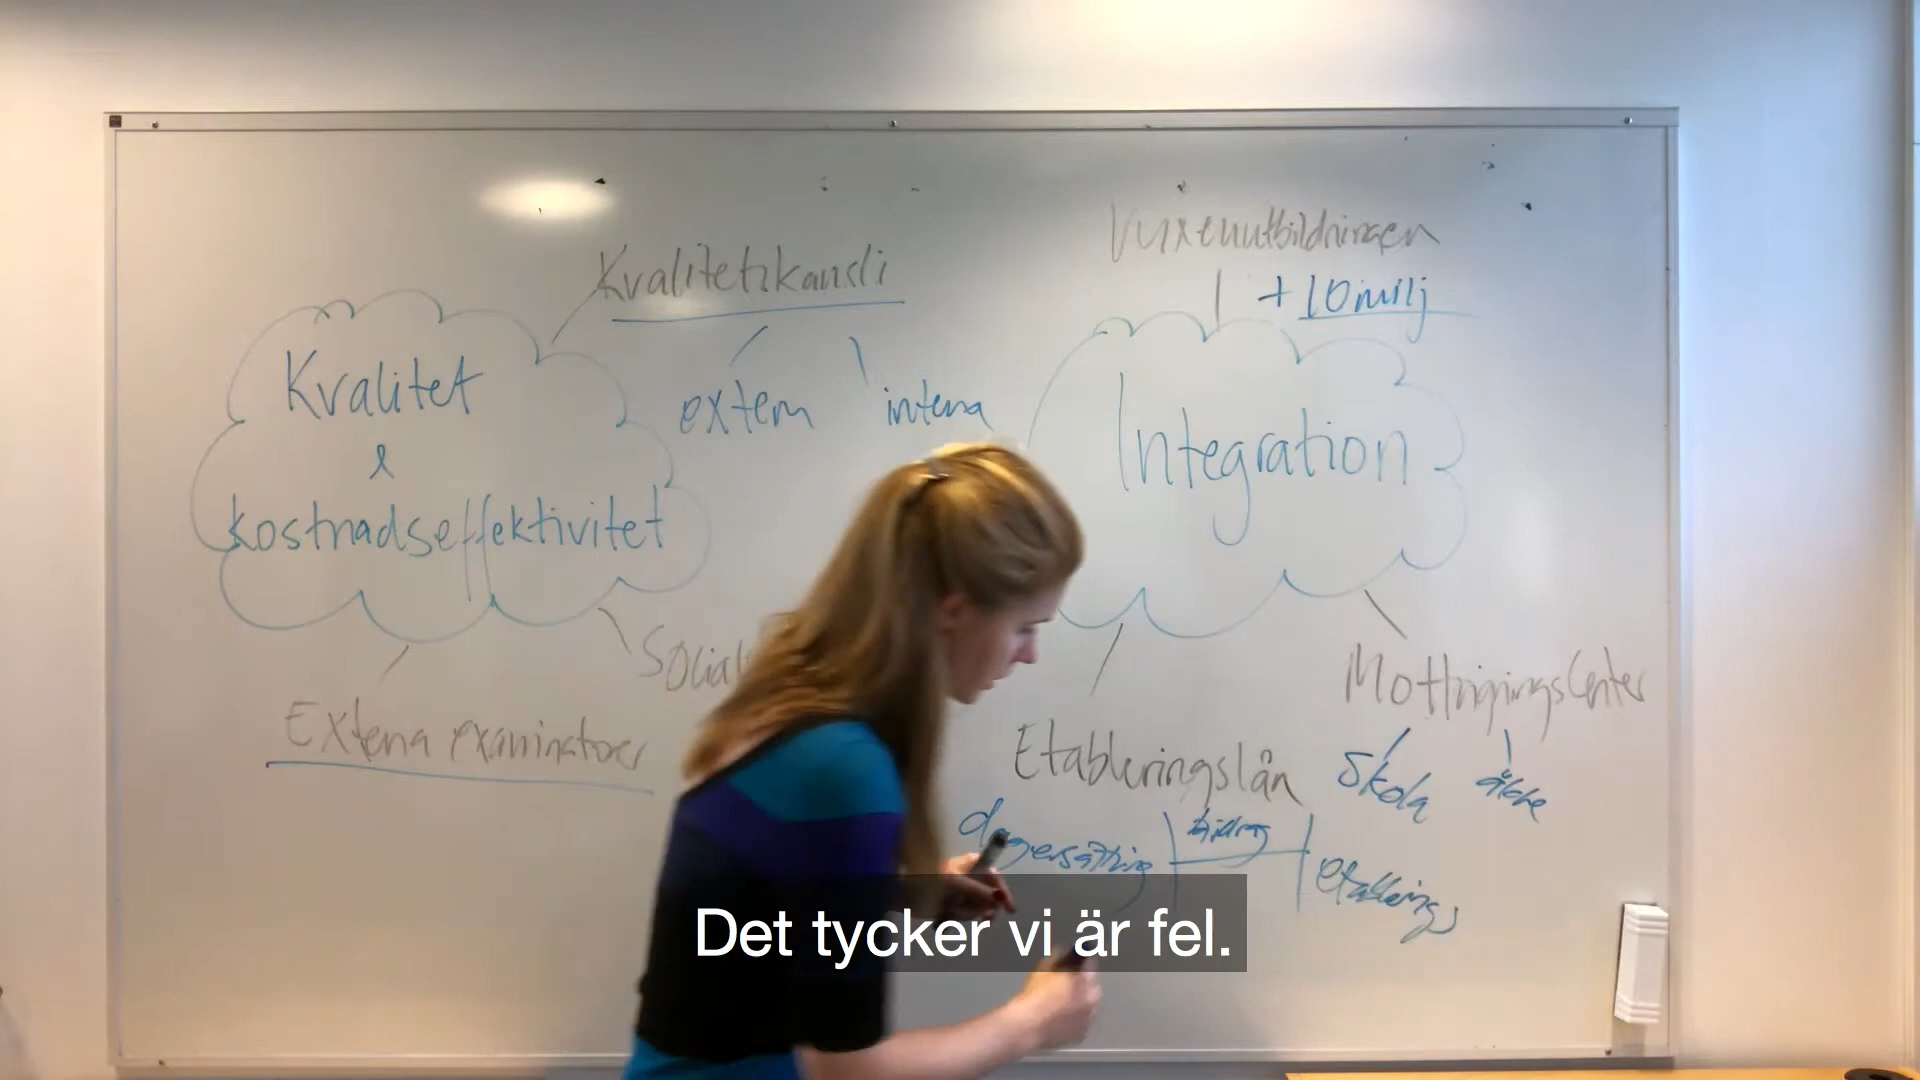 Kvalitetskansli
extern interna
Kvalitet
&
kostnadseffektivitet
Social
Externa examinatorer
Vuxenutbildningen
+ 10 milj
Integration
Mottagningscenter
Skola
Etableringslån
dagersättning bidrag etablerings
Det tycker vi är fel.